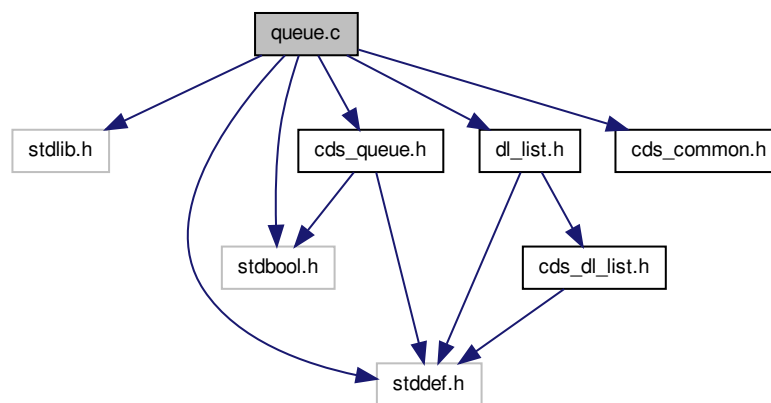 queue.c
stdlib.h
cds_queue.h
dl_list.h
cds_common.h
stdbool.h
cds_dl_list.h
stddef.h